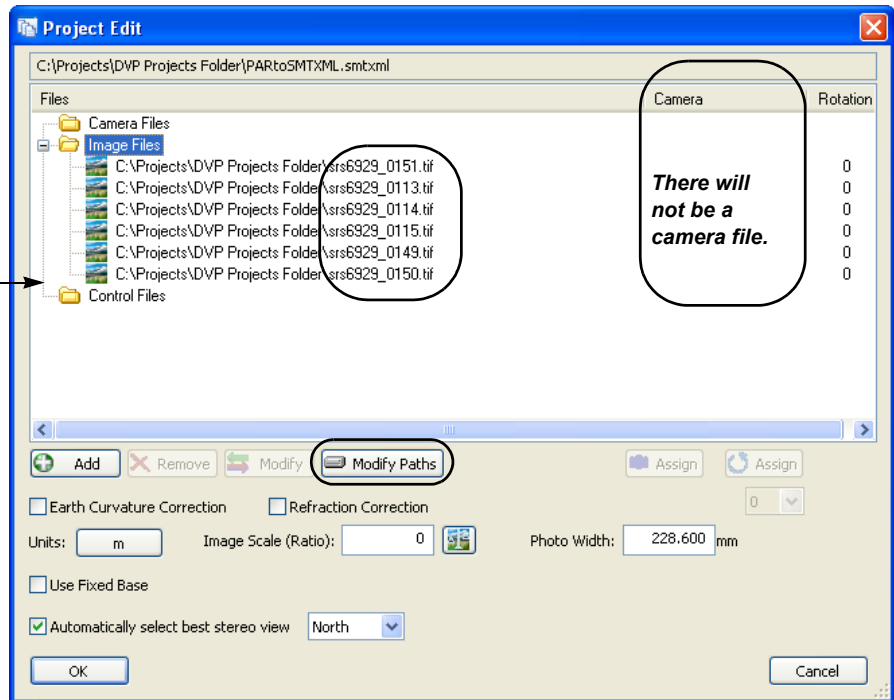 Project Edit
C:\Projects\DVP Projects Folder\PARtoSMTXML.smtxml
Files Camera Rotation
Camera Files
Image Files
C:\Projects\DVP Projects Folder\srs6929_0151.tif 0
C:\Projects\DVP Projects Folder\srs6929_0113.tif 0
C:\Projects\DVP Projects Folder\srs6929_0114.tif 0
C:\Projects\DVP Projects Folder\srs6929_0115.tif 0
C:\Projects\DVP Projects Folder\srs6929_0149.tif 0
C:\Projects\DVP Projects Folder\srs6929_0150.tif 0
Control Files
There will
not be a
camera file.
Add Remove Modify Modify Paths Assign Assign
Earth Curvature Correction Refraction Correction 0
Units: m Image Scale (Ratio): 0 Photo Width: 228.600 mm
Use Fixed Base
Automatically select best stereo view North
OK Cancel